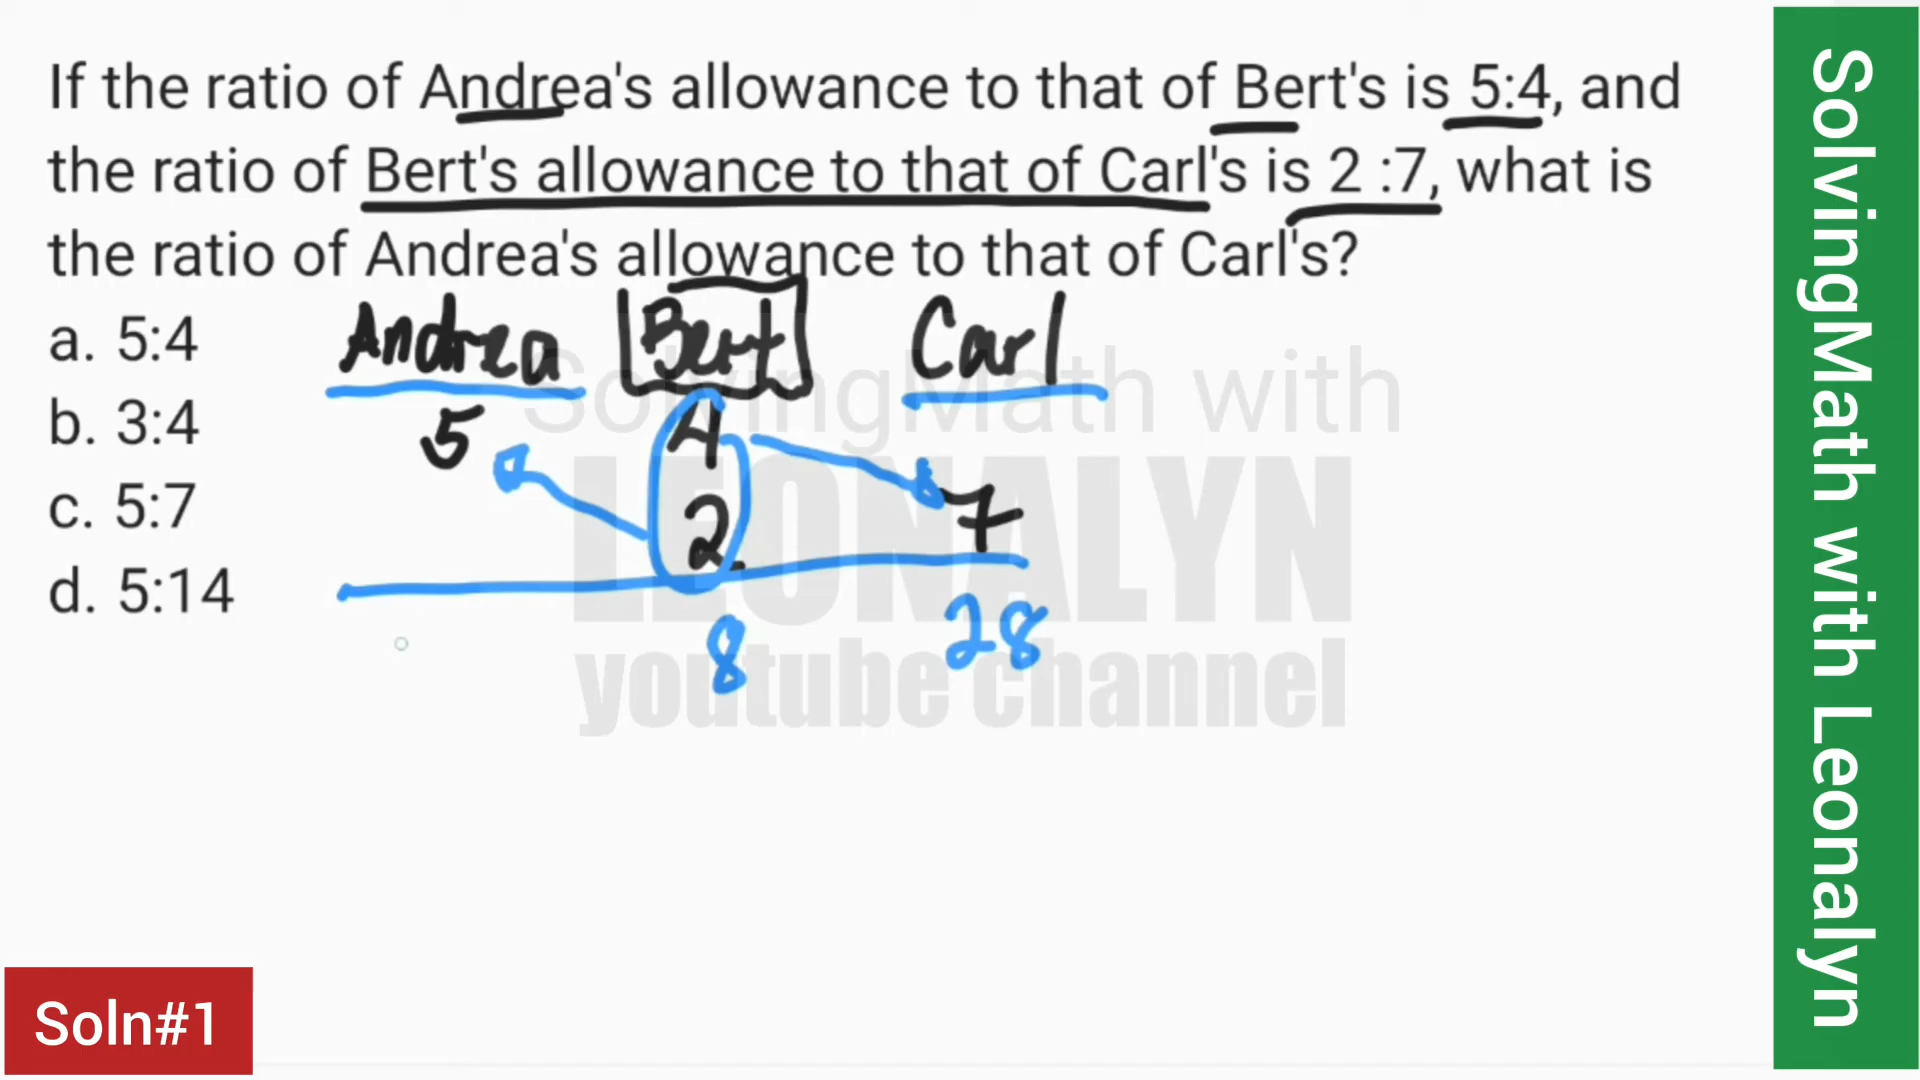 If the ratio of Andrea's allowance to that of Bert's is 5:4, and
the ratio of Bert's allowance to that of Carl's is 2 :7, what is
the ratio of Andrea's allowance to that of Carl's?
a. 5:4
b. 3:4
c. 5:7
d. 5:14
Andrea Bert Carl
5 4
2 7
8 28
SolvingMath with
LEONALYN
youtube channel
Soln#1
SolvingMath with Leonalyn